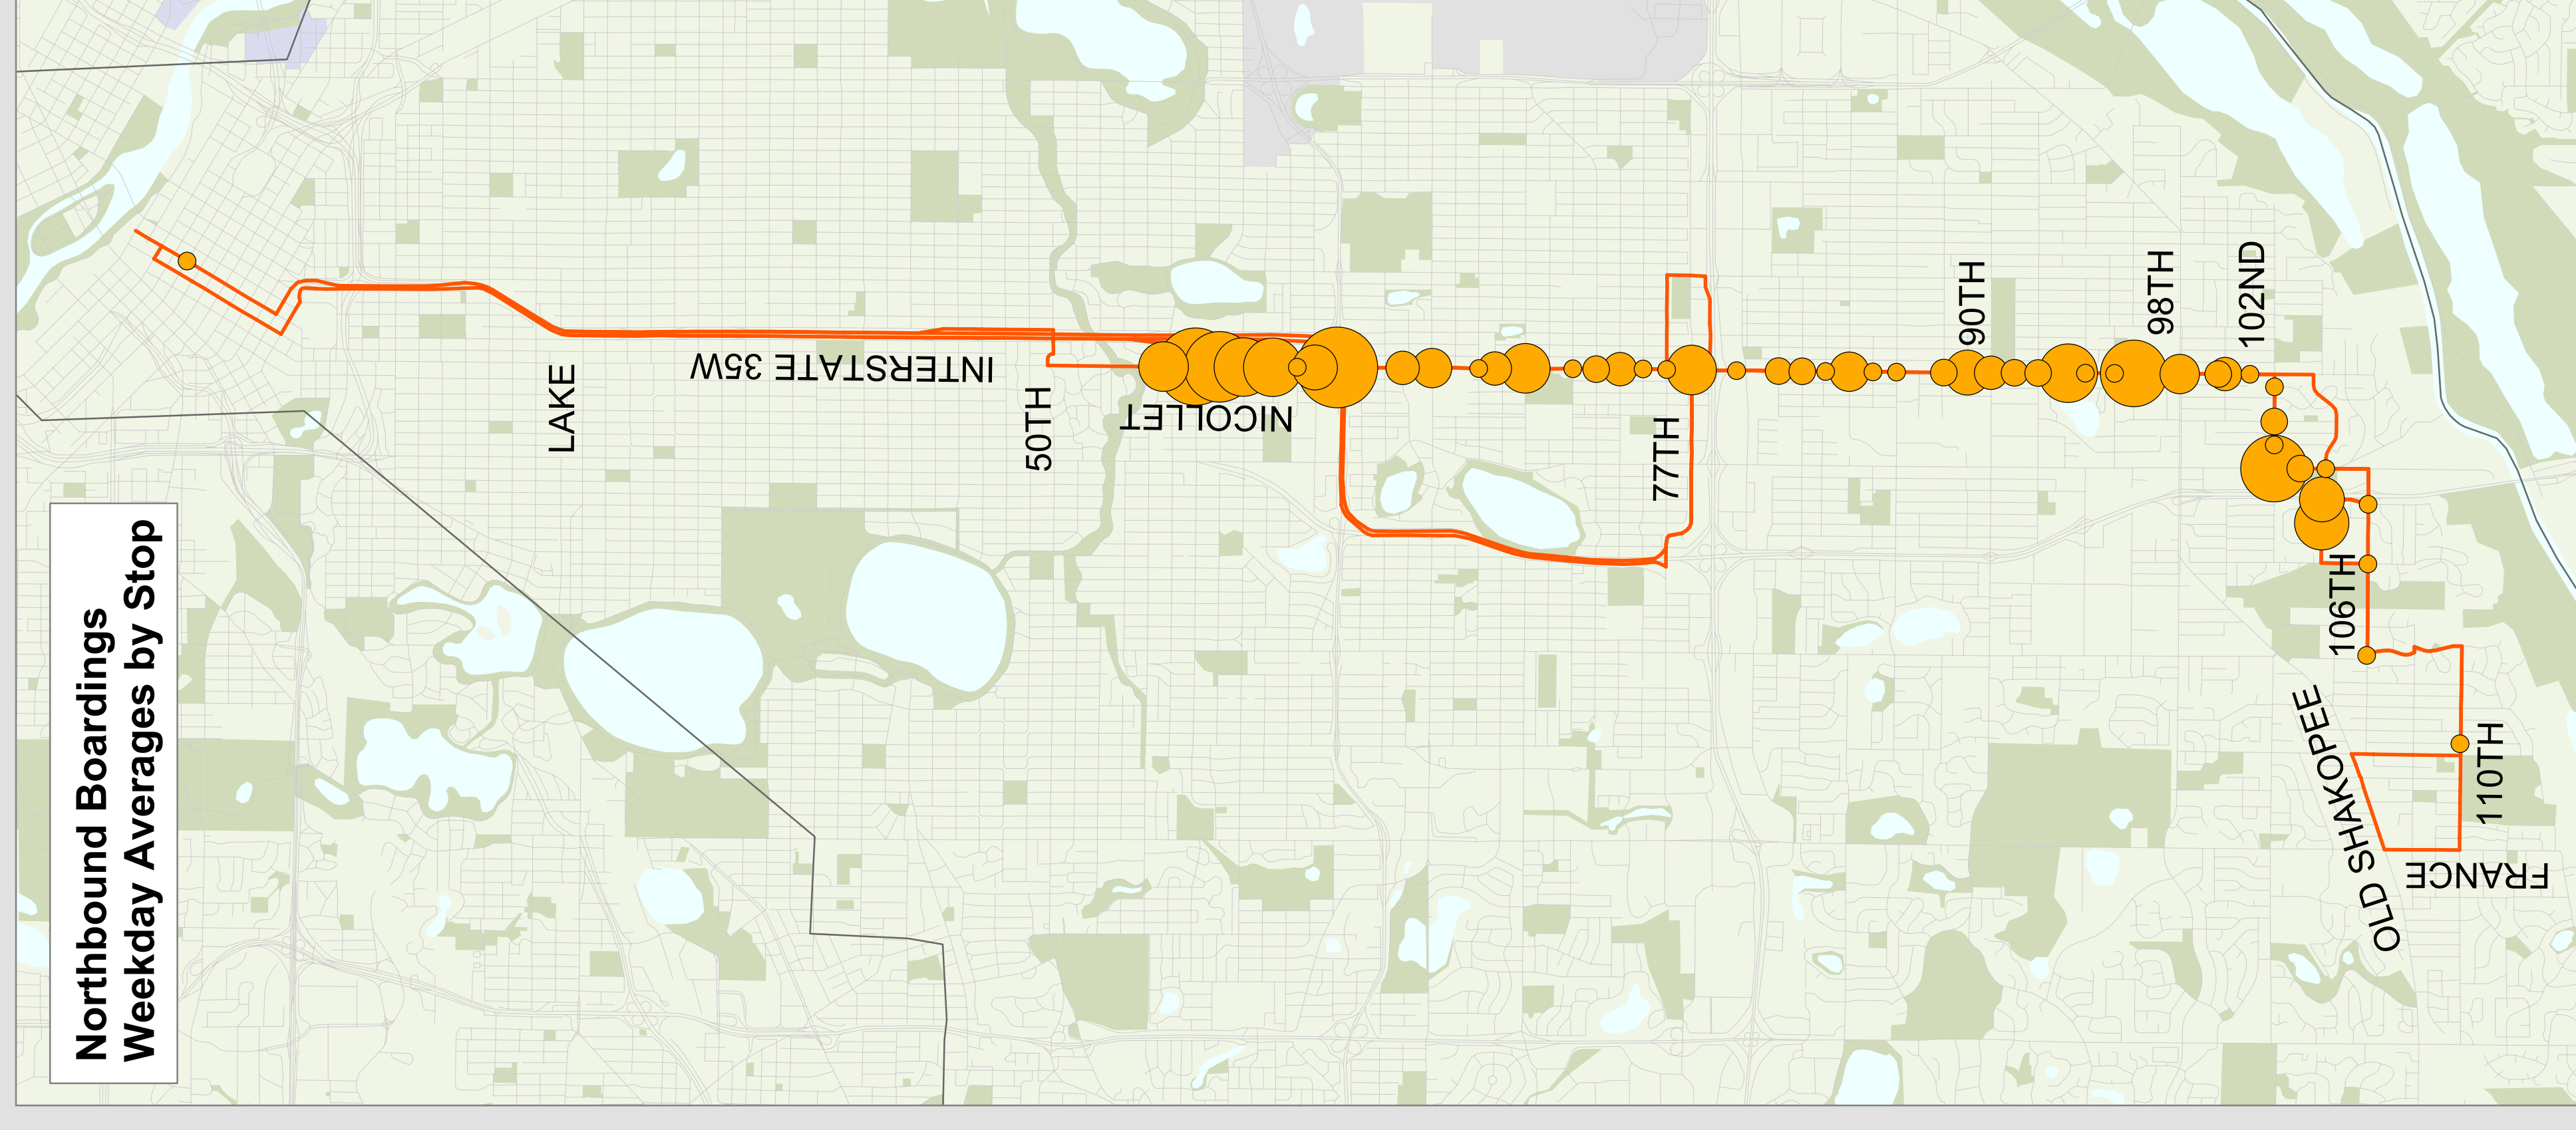 Northbound Boardings
Weekday Averages by Stop
LAKE
INTERSTATE 35W
50TH
NICOLLET
77TH
90TH
98TH
102ND
106TH
OLD SHAKOPEE
110TH
FRANCE